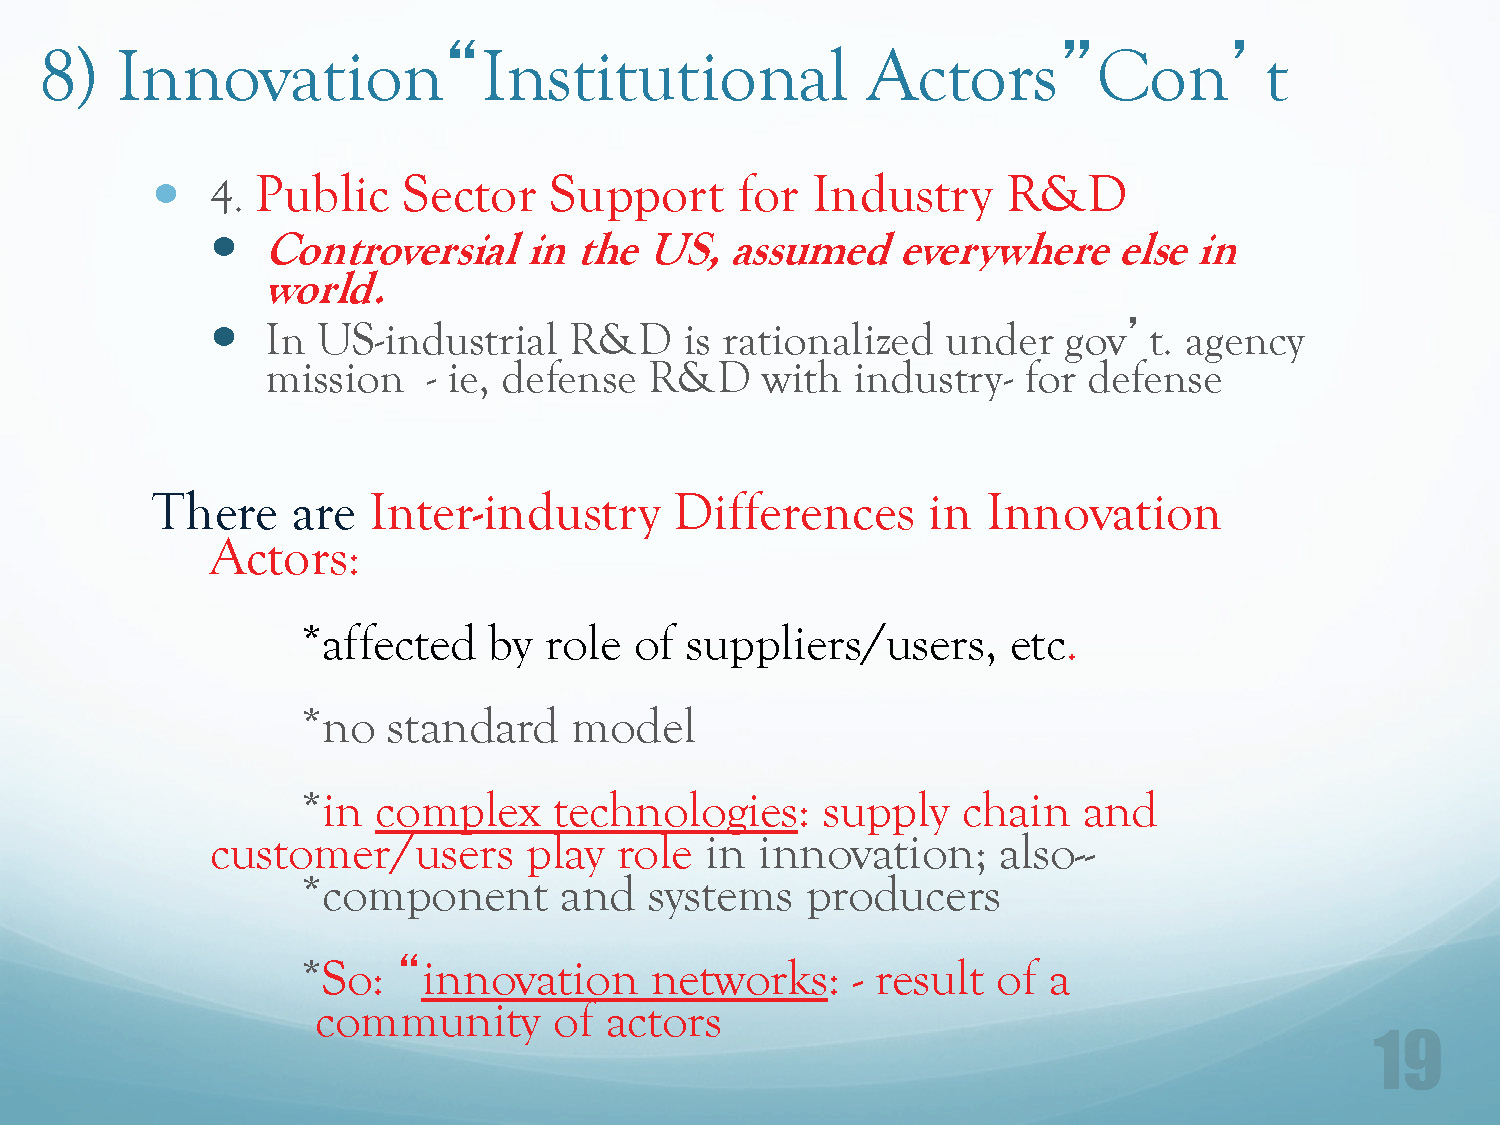 8) Innovation “Institutional Actors” Con’t
• 4. Public Sector Support for Industry R&D
• Controversial in the US, assumed everywhere else in
world.
• In US-industrial R&D is rationalized under gov’t. agency
mission - ie, defense R&D with industry- for defense
There are Inter-industry Differences in Innovation
Actors:
*affected by role of suppliers/users, etc.
*no standard model
*in complex technologies: supply chain and
customer/users play role in innovation; also--
*component and systems producers
*So: “innovation networks: - result of a
community of actors
19